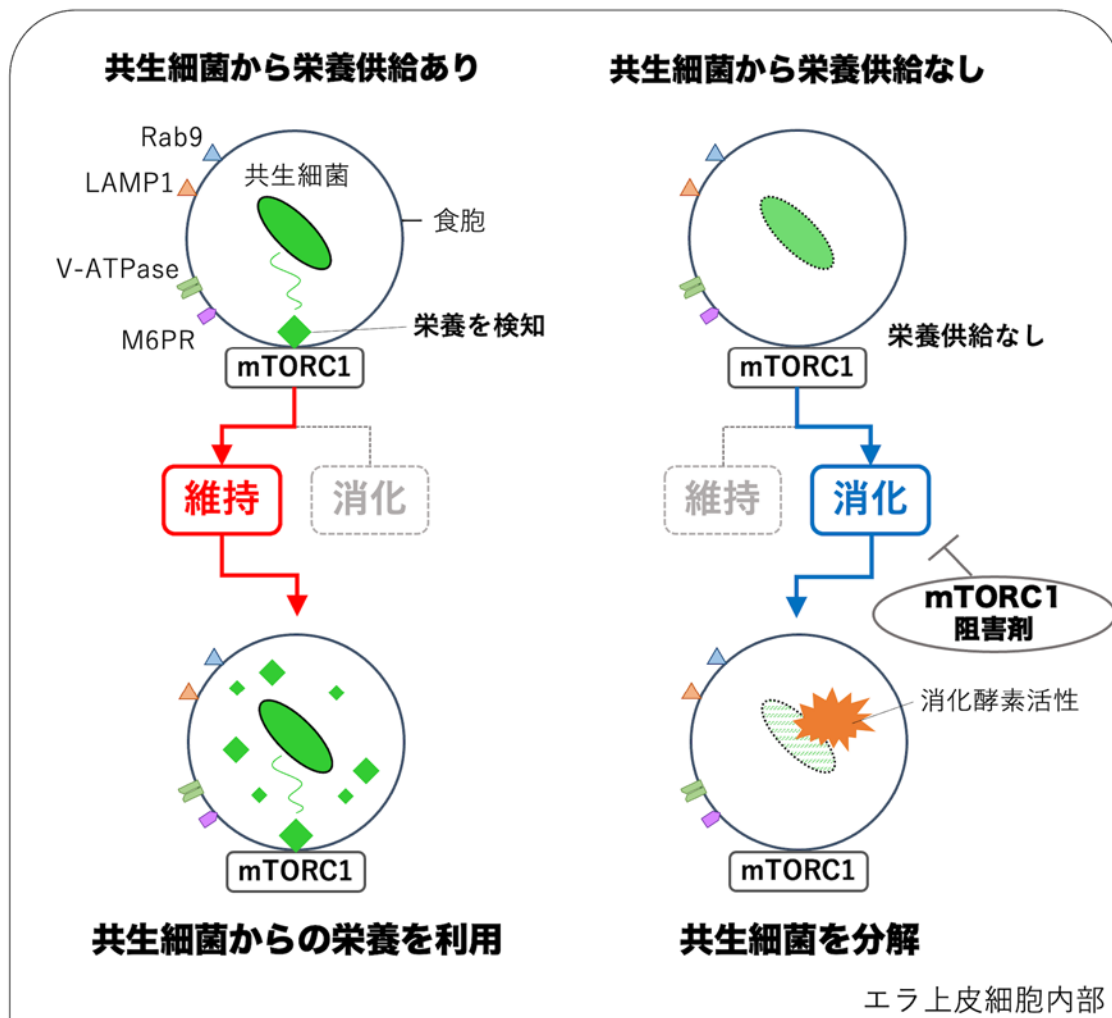 共生細菌から栄養供給あり
共生細菌から栄養供給なし
Rab9
LAMP1
共生細菌
食胞
V-ATPase
M6PR
栄養を検知
mTORC1
栄養供給なし
mTORC1
維持
消化
維持
消化
mTORC1
阻害剤
消化酵素活性
mTORC1
mTORC1
共生細菌からの栄養を利用
共生細菌を分解
エラ上皮細胞内部